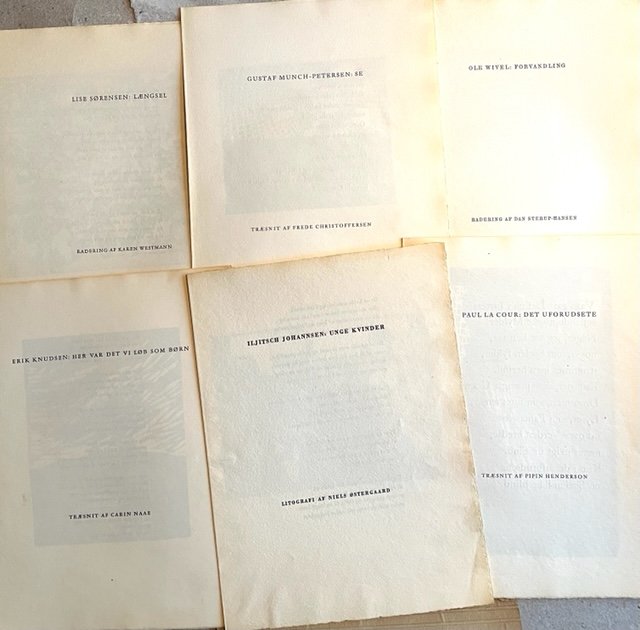 LISE SØRENSEN: LÆNGSEL
RADERING AF KAREN WESTMANN
GUSTAF MUNCH-PETERSEN: SE
TRÆSNIT AF FREDE CHRISTOFFERSEN
OLE WIVEL: FORVANDLING
RADERING AF DAN STERUP-HANSEN
ERIK KNUDSEN: HER VAR DET VI LØB SOM BØRN
TRÆSNIT AF CARIN NAAE
ILJITSCH JOHANNSEN: UNGE KVINDER
LITOGRAFI AF NIELS ØSTERGAARD
PAUL LA COUR: DET UFORUDSETE
TRÆSNIT AF PIPIN HENDERSON